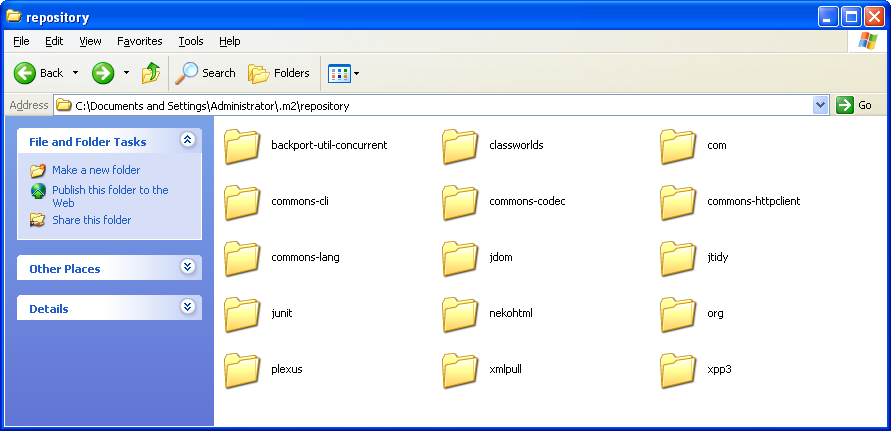 repository
File Edit View Favorites Tools Help
Back Search Folders
Address C:\Documents and Settings\Administrator\.m2\repository Go
File and Folder Tasks
Make a new folder
Publish this folder to the
Web
Share this folder
Other Places
Details
backport-util-concurrent classworlds com
commons-cli commons-codec commons-httpclient
commons-lang jdom jtidy
junit nekohtml org
plexus xmlpull xpp3